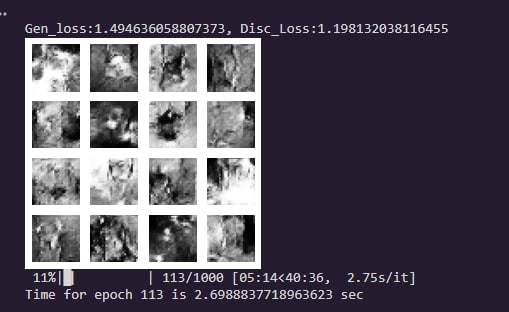 Gen_loss:1.494636058807373, Disc_Loss:1.198132038116455
11%| | 113/1000 [05:14<40:36, 2.75s/it]
Time for epoch 113 is 2.6988837718963623 sec